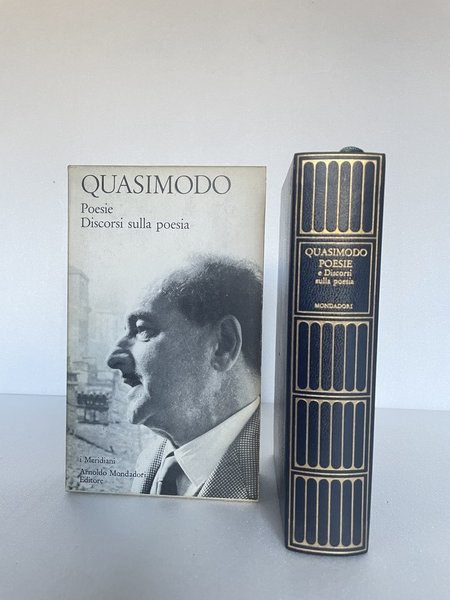 QUASIMODO
Poesie
Discorsi sulla poesia
i Meridiani
Arnoldo Mondadori
Editore
QUASIMODO
POESIE
e Discorsi
sulla poesia
MONDADORI